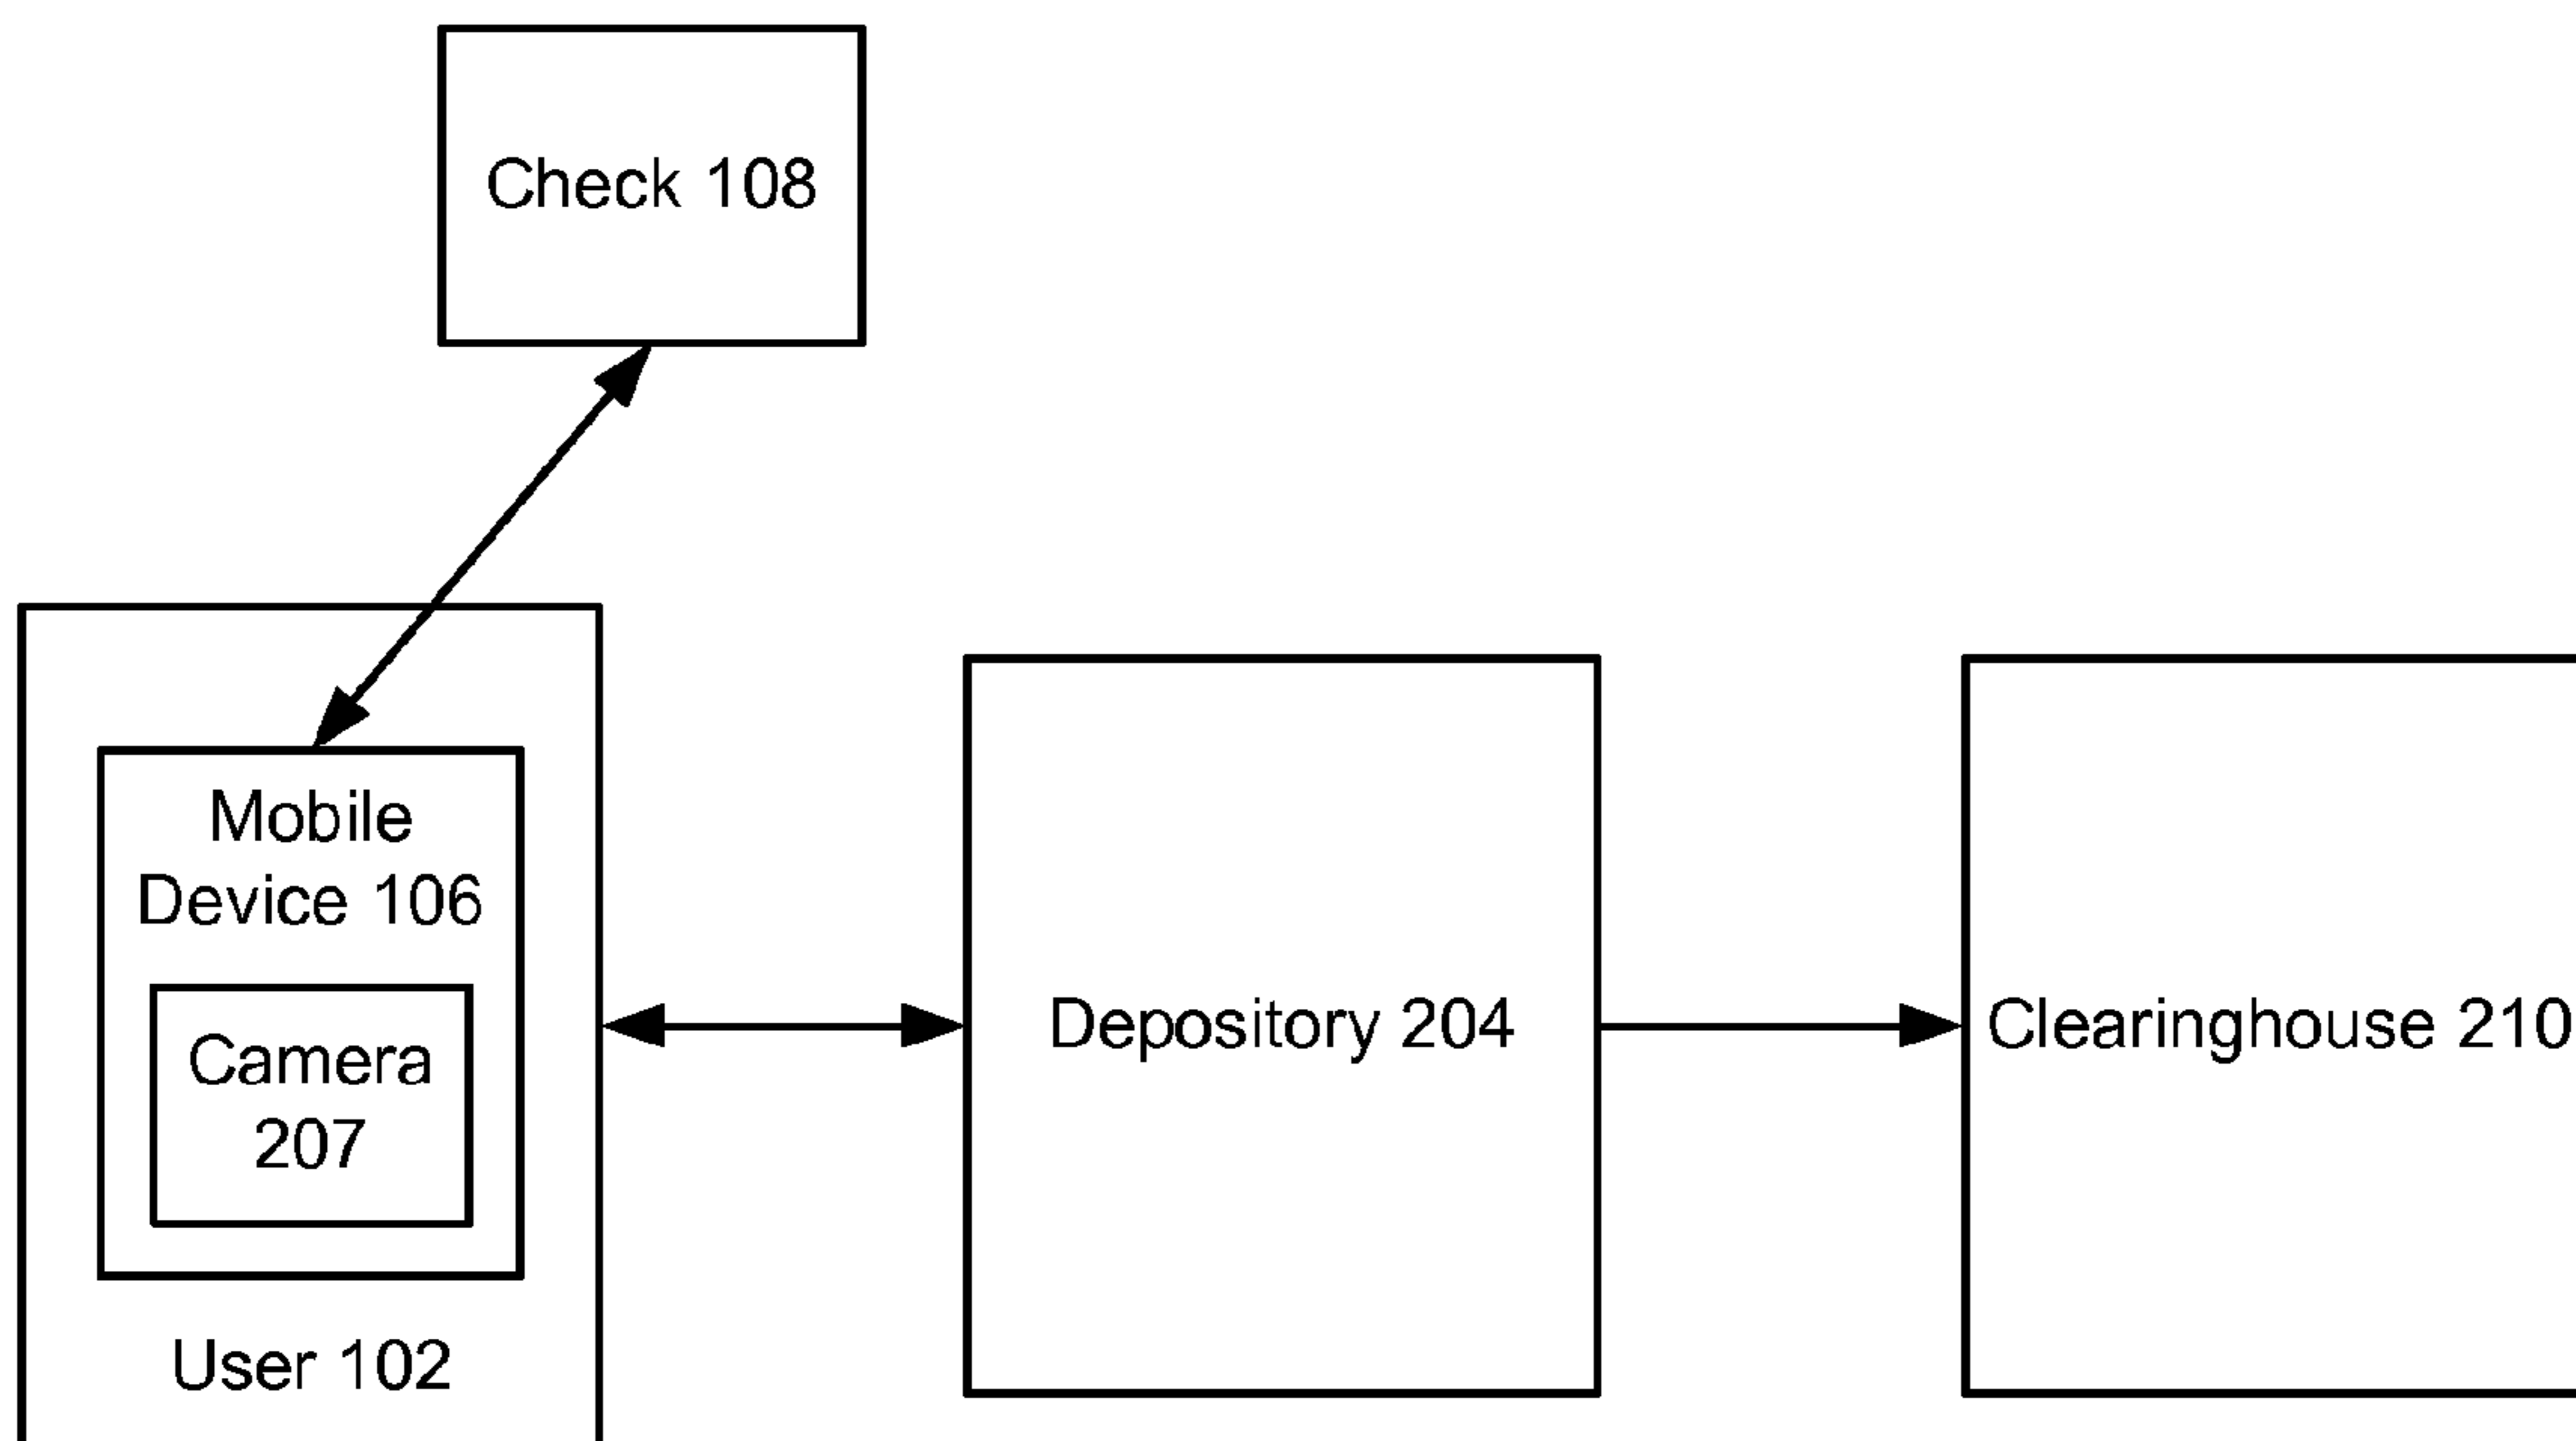 Check 108
Mobile
Device 106
Camera
207
User 102
Depository 204
Clearinghouse 210